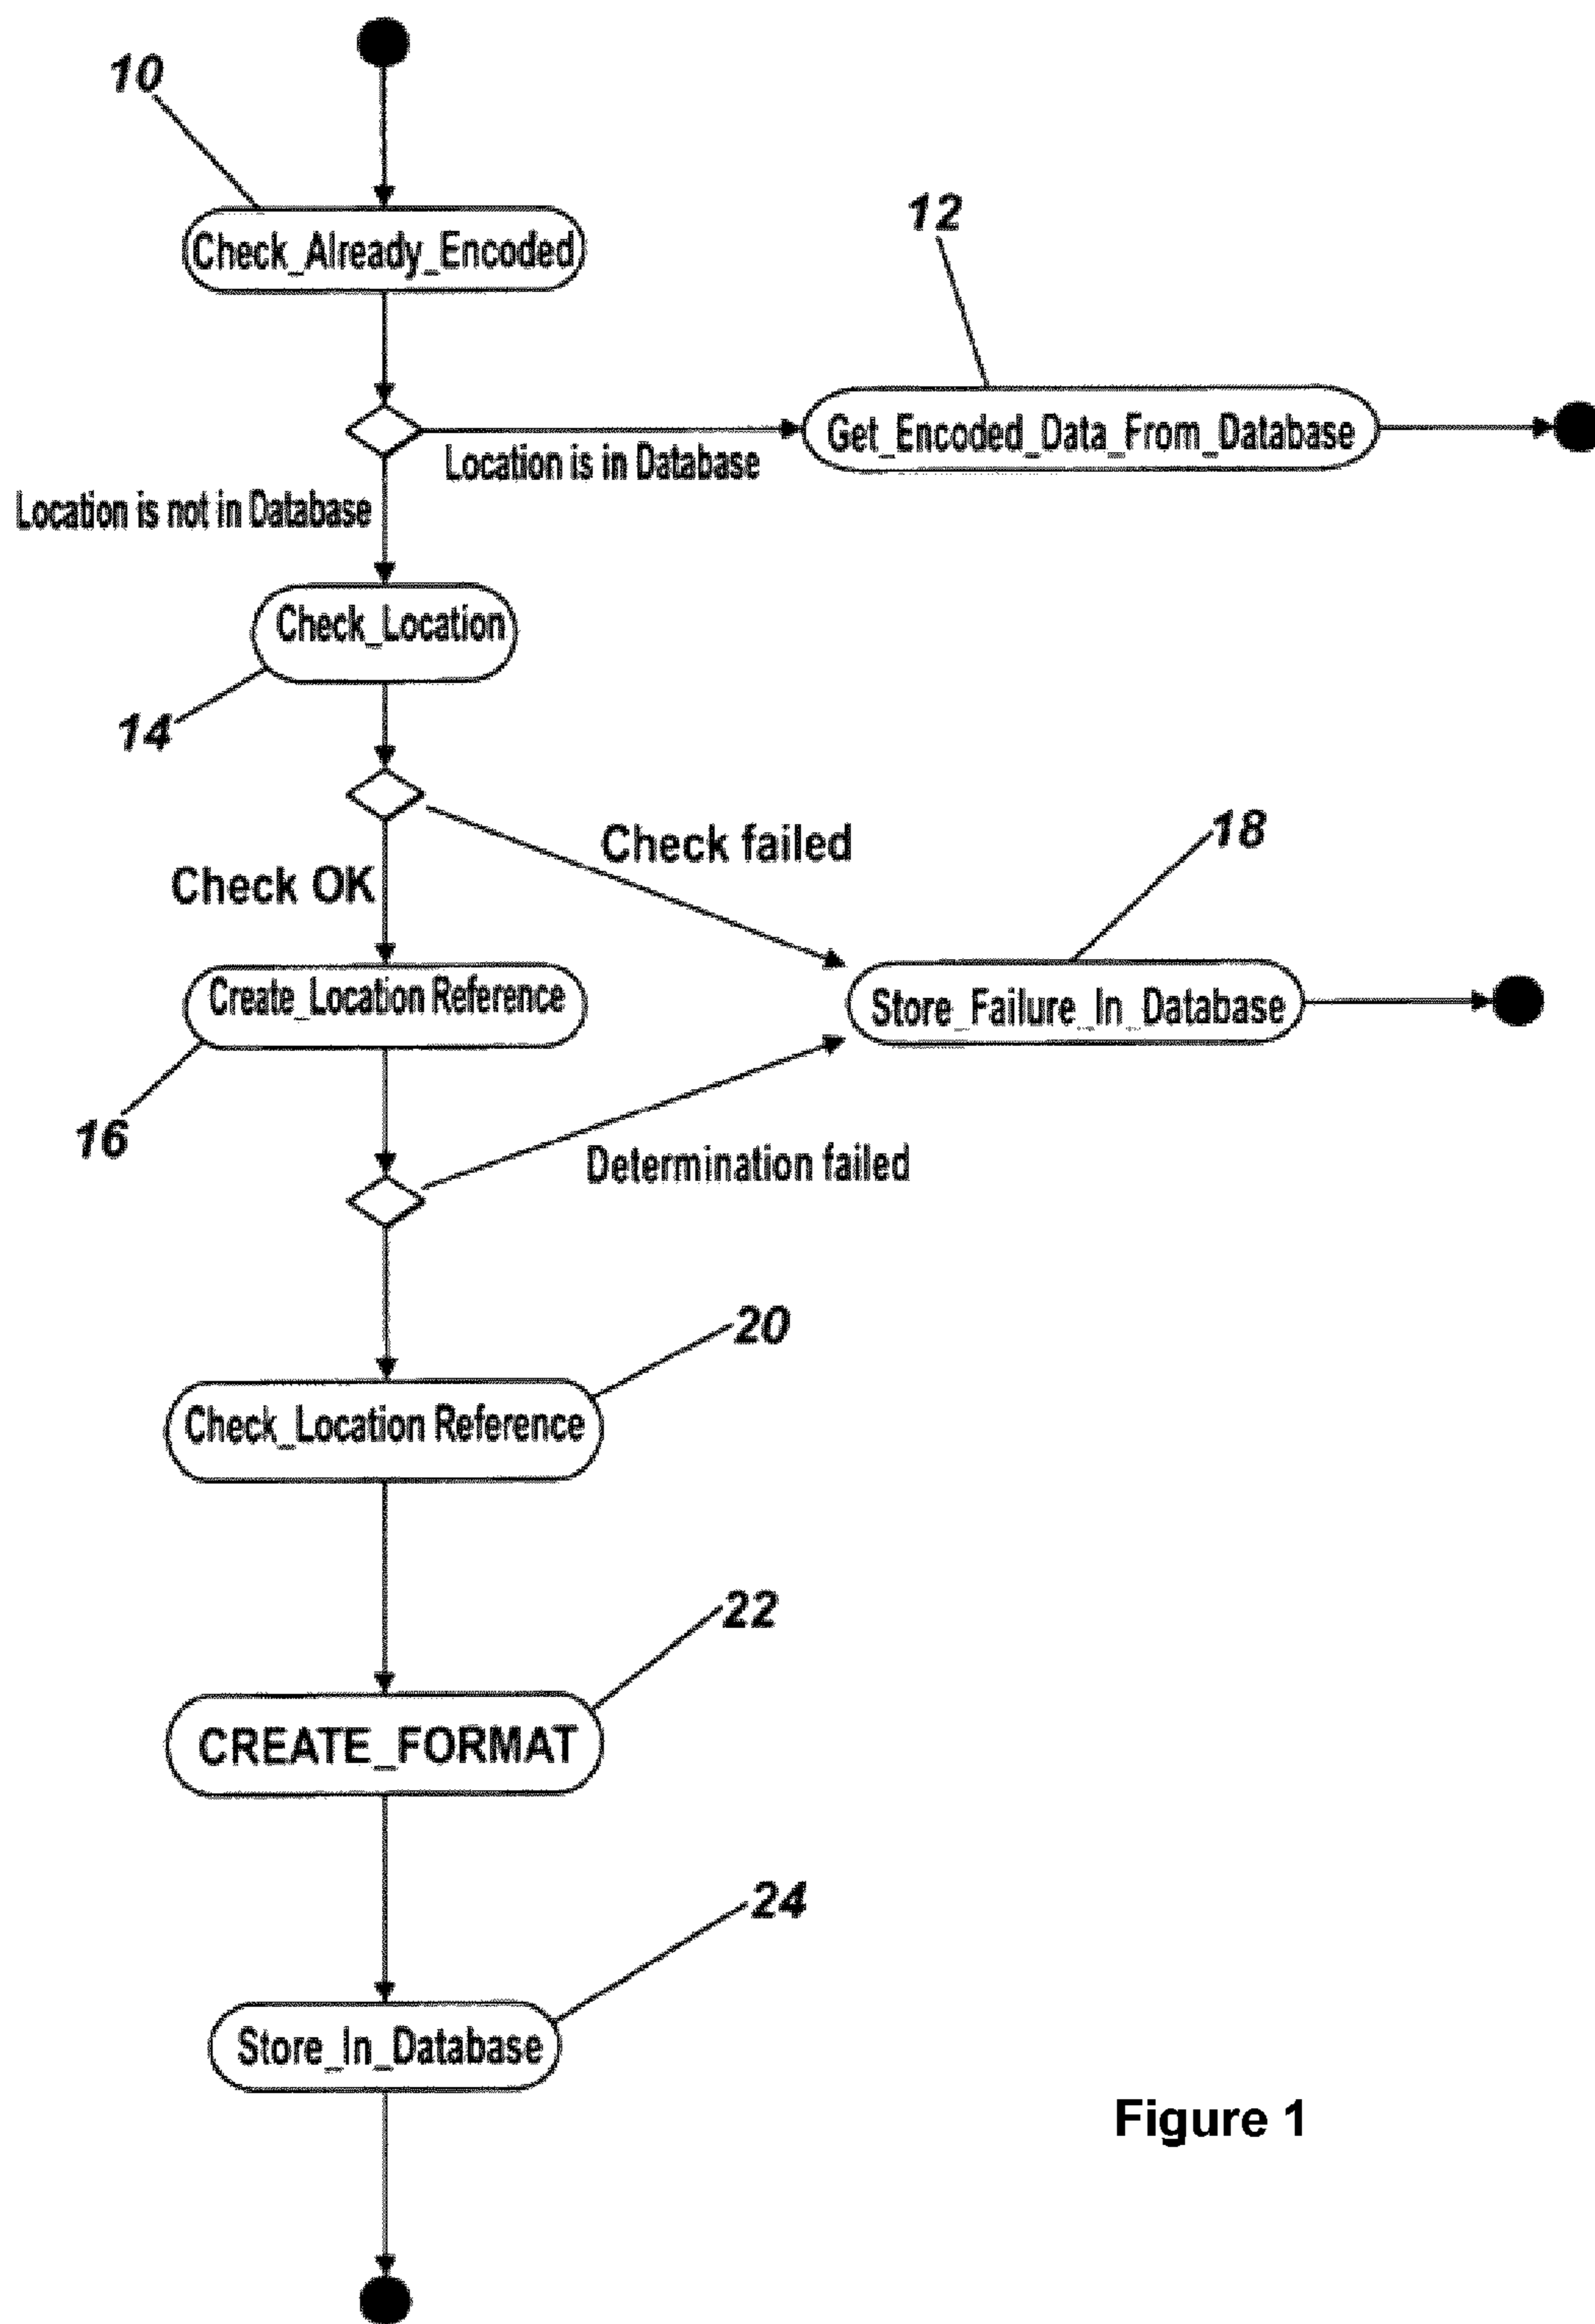 10
Check_Already_Encoded
12
Get_Encoded_Data_From_Database
Location is in Database
Location is not in Database
Check_Location
14
Check failed
18
Check OK
Create_Location Reference
Store_Failure_In_Database
16
Determination failed
20
Check_Location Reference
22
CREATE_FORMAT
24
Store_In_Database
Figure 1